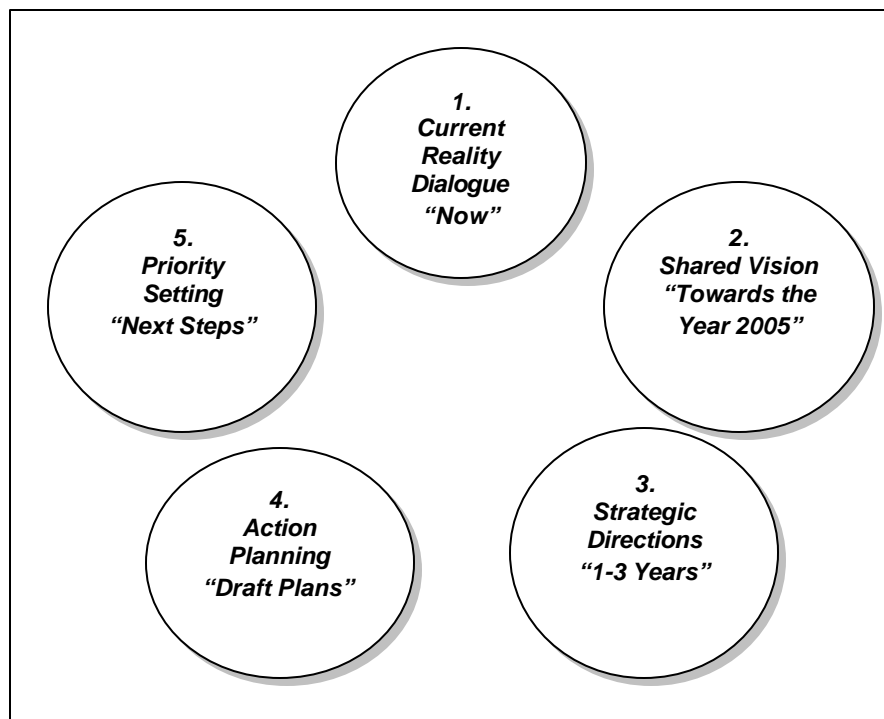 1.
Current
Reality
Dialogue
“Now”
2.
Shared Vision
“Towards the
Year 2005”
3.
Strategic
Directions
“1-3 Years”
4.
Action
Planning
“Draft Plans”
5.
Priority
Setting
“Next Steps”